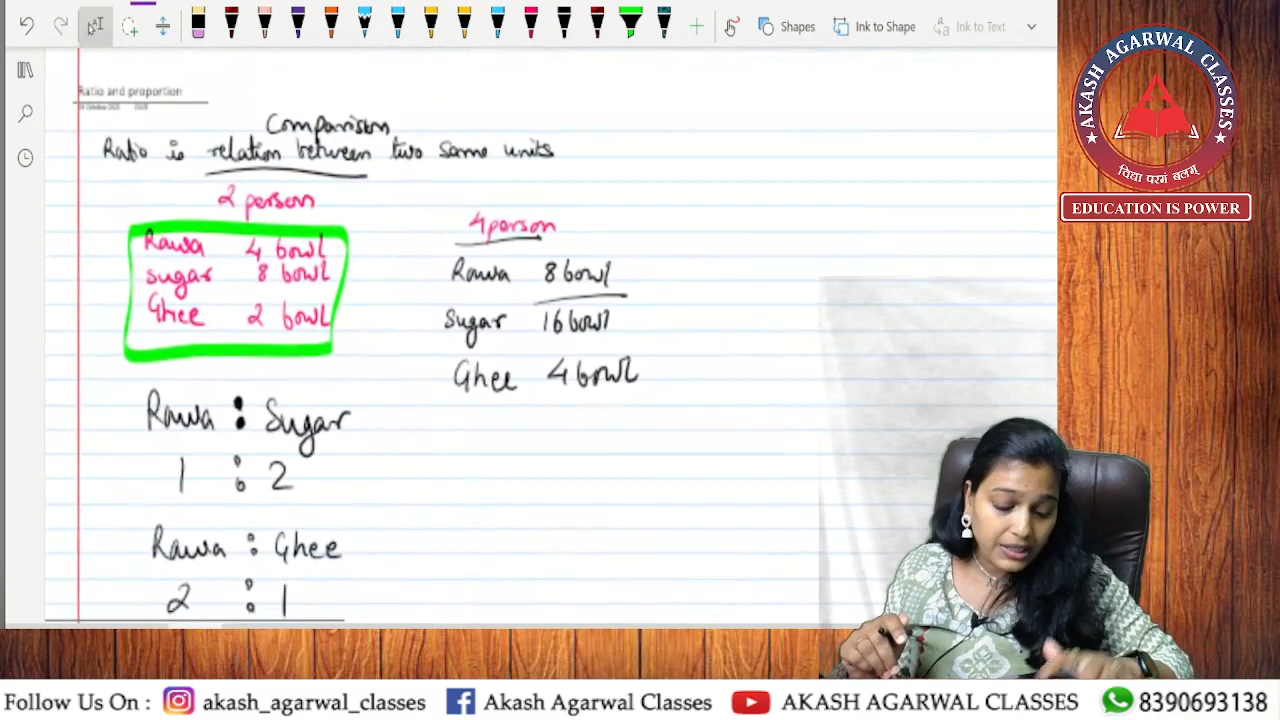 Shapes
Ink to Shape
Ink to Text
Ratio and proportion
Comparison
Ratio is relation between two same units
2 person
Rawa 4 bowl
sugar 8 bowl
Ghee 2 bowl
4 person
Rawa 8 bowl
Sugar 16 bowl
Ghee 4 bowl
Rawa : Sugar
1 : 2
Rawa : Ghee
2 : 1
AKASH AGARWAL CLASSES
विद्या परमं बलम्
EDUCATION IS POWER
Follow Us On : akash_agarwal_classes Akash Agarwal Classes AKASH AGARWAL CLASSES 8390693138